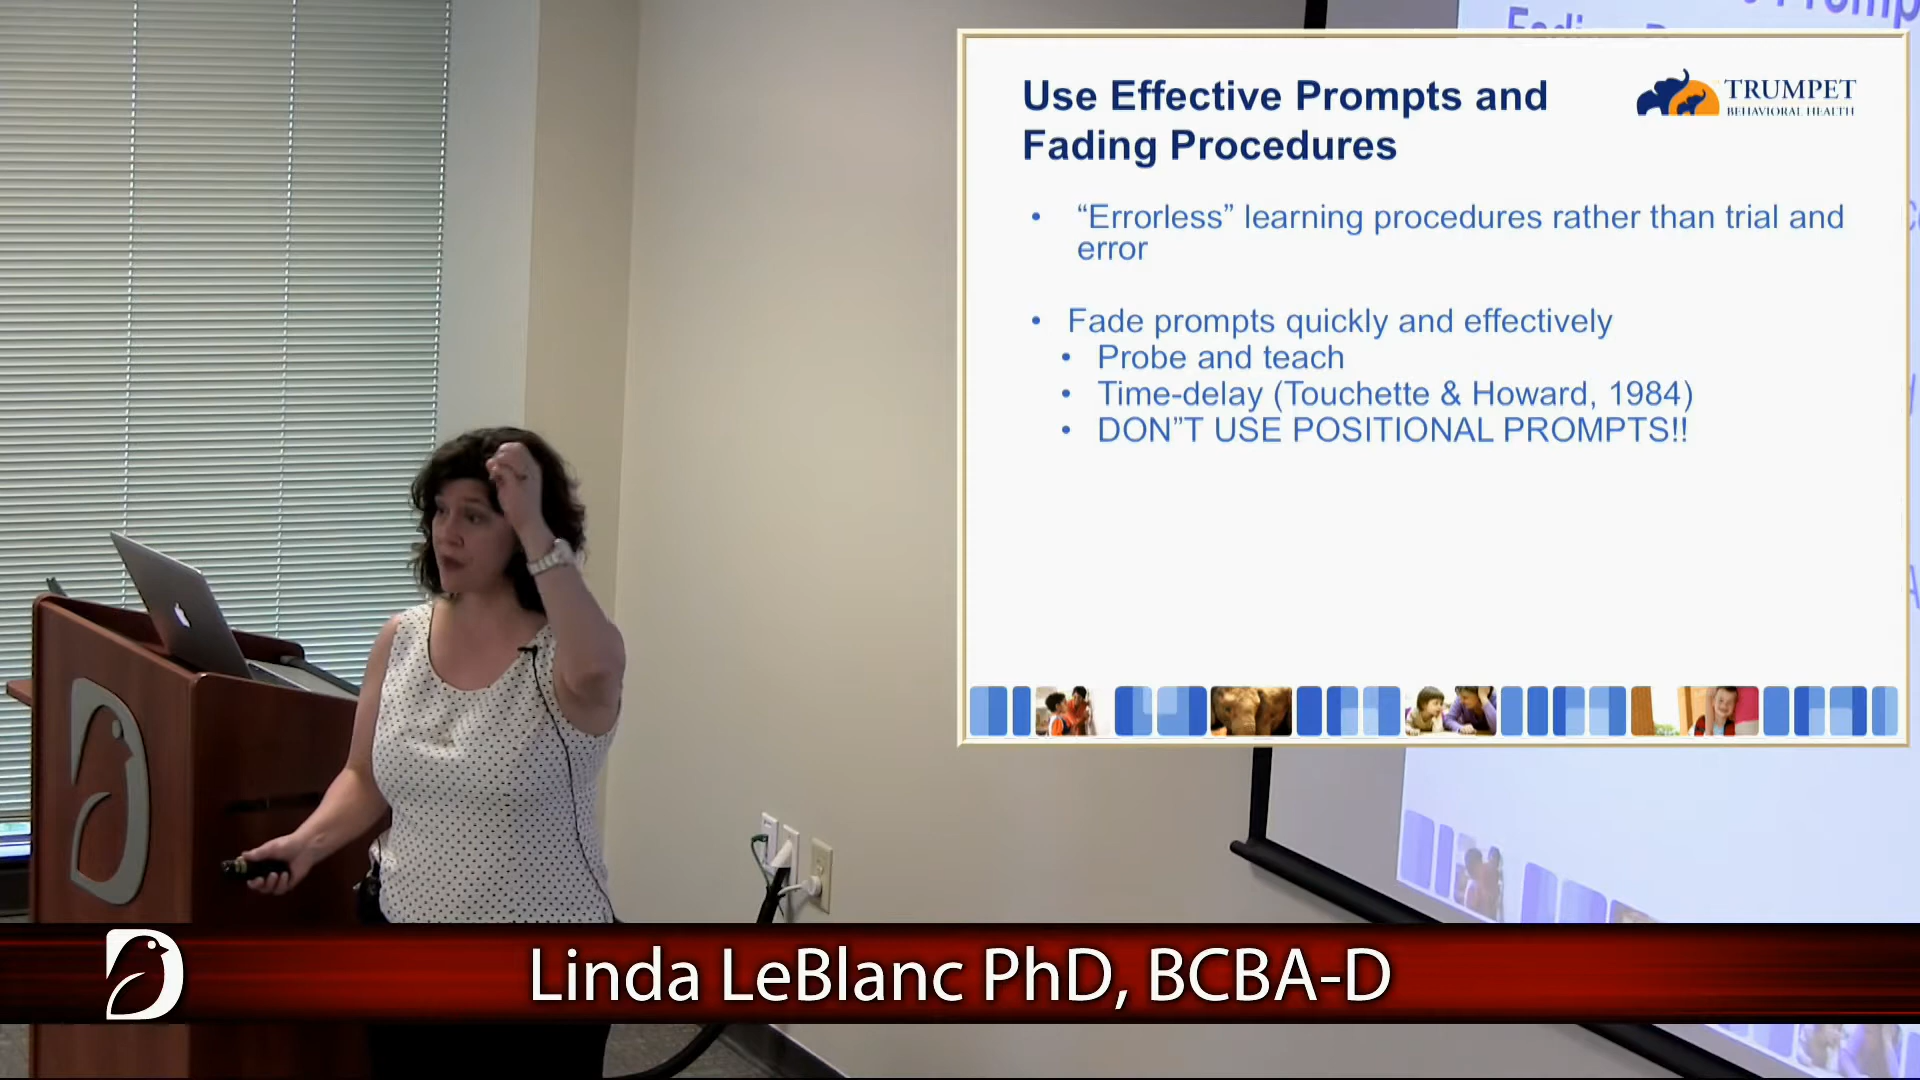 Use Effective Prompts and
Fading Procedures
TRUMPET
BEHAVIORAL HEALTH
• “Errorless” learning procedures rather than trial and
error
• Fade prompts quickly and effectively
• Probe and teach
• Time-delay (Touchette & Howard, 1984)
• DON”T USE POSITIONAL PROMPTS!!
Linda LeBlanc PhD, BCBA-D